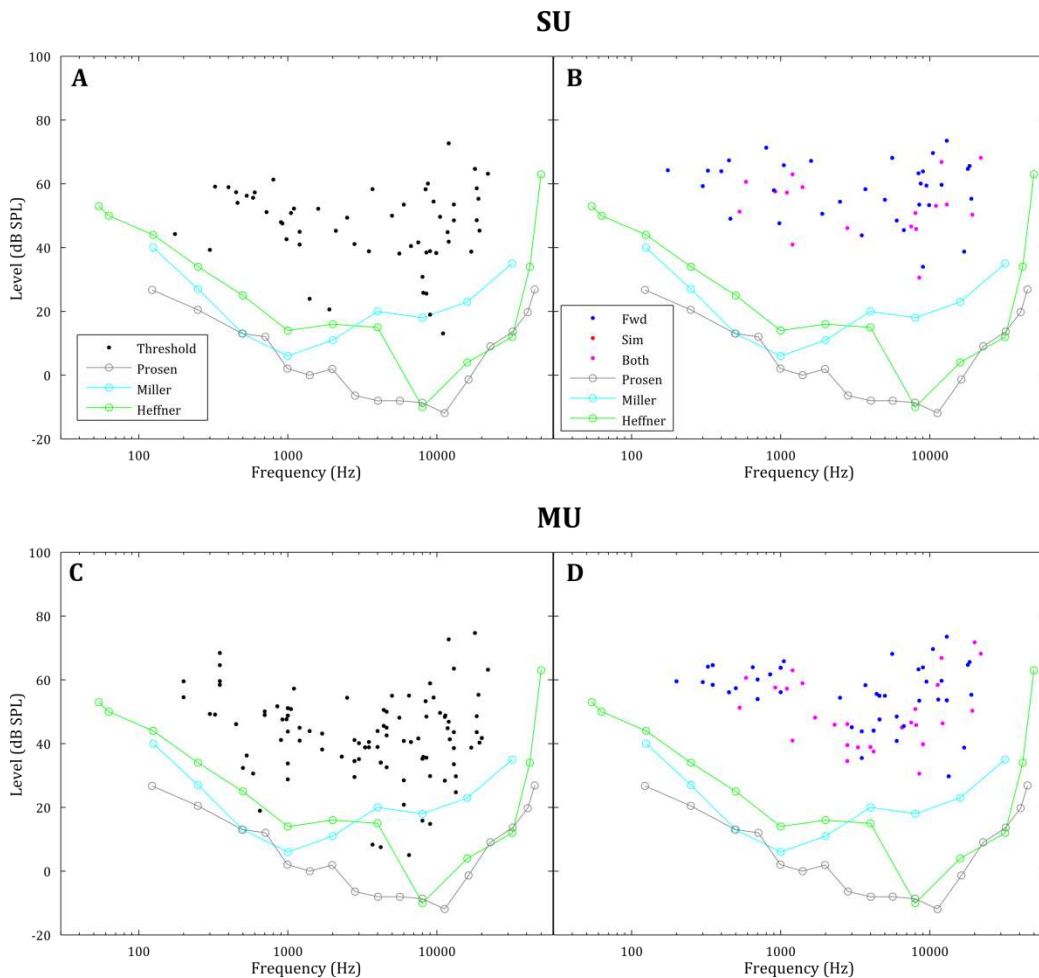 SU
A
100
80
60
40
20
0
-20
Level (dB SPL)
Threshold
Prosen
Miller
Heffner
100
1000
10000
Frequency (Hz)
B
Fwd
Sim
Both
Prosen
Miller
Heffner
100
1000
10000
Frequency (Hz)
MU
C
100
80
60
40
20
0
-20
Level (dB SPL)
100
1000
10000
Frequency (Hz)
D
100
1000
10000
Frequency (Hz)